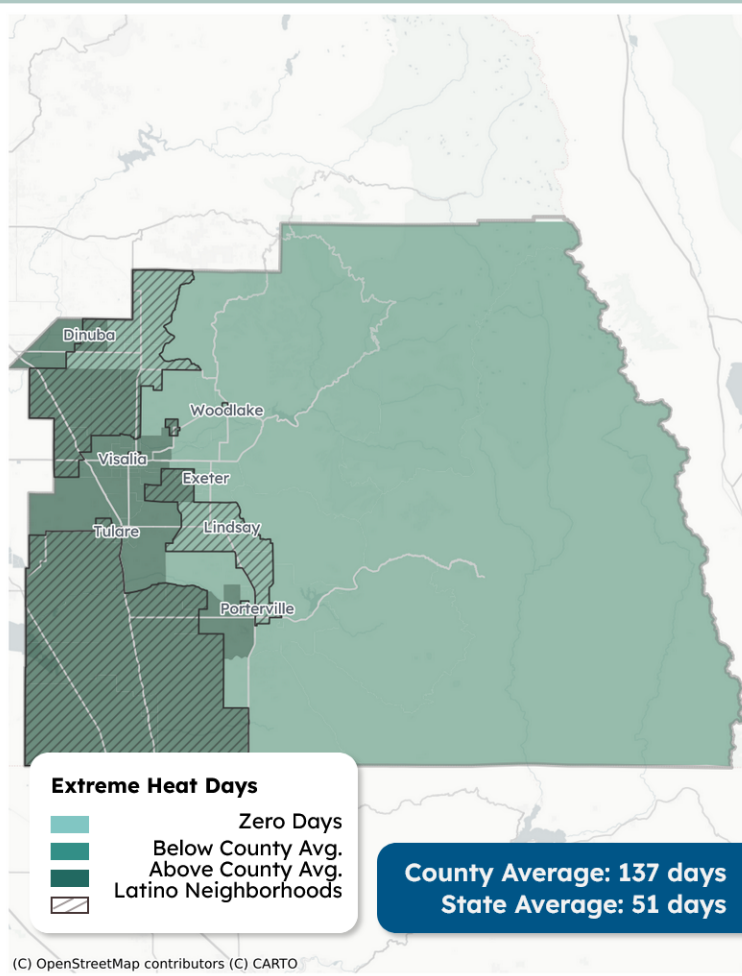 Dinuba
Woodlake
Visalia
Exeter
Tulare
Lindsay
Porterville
Extreme Heat Days
Zero Days
Below County Avg.
Above County Avg.
Latino Neighborhoods
County Average: 137 days
State Average: 51 days
(C) OpenStreetMap contributors (C) CARTO